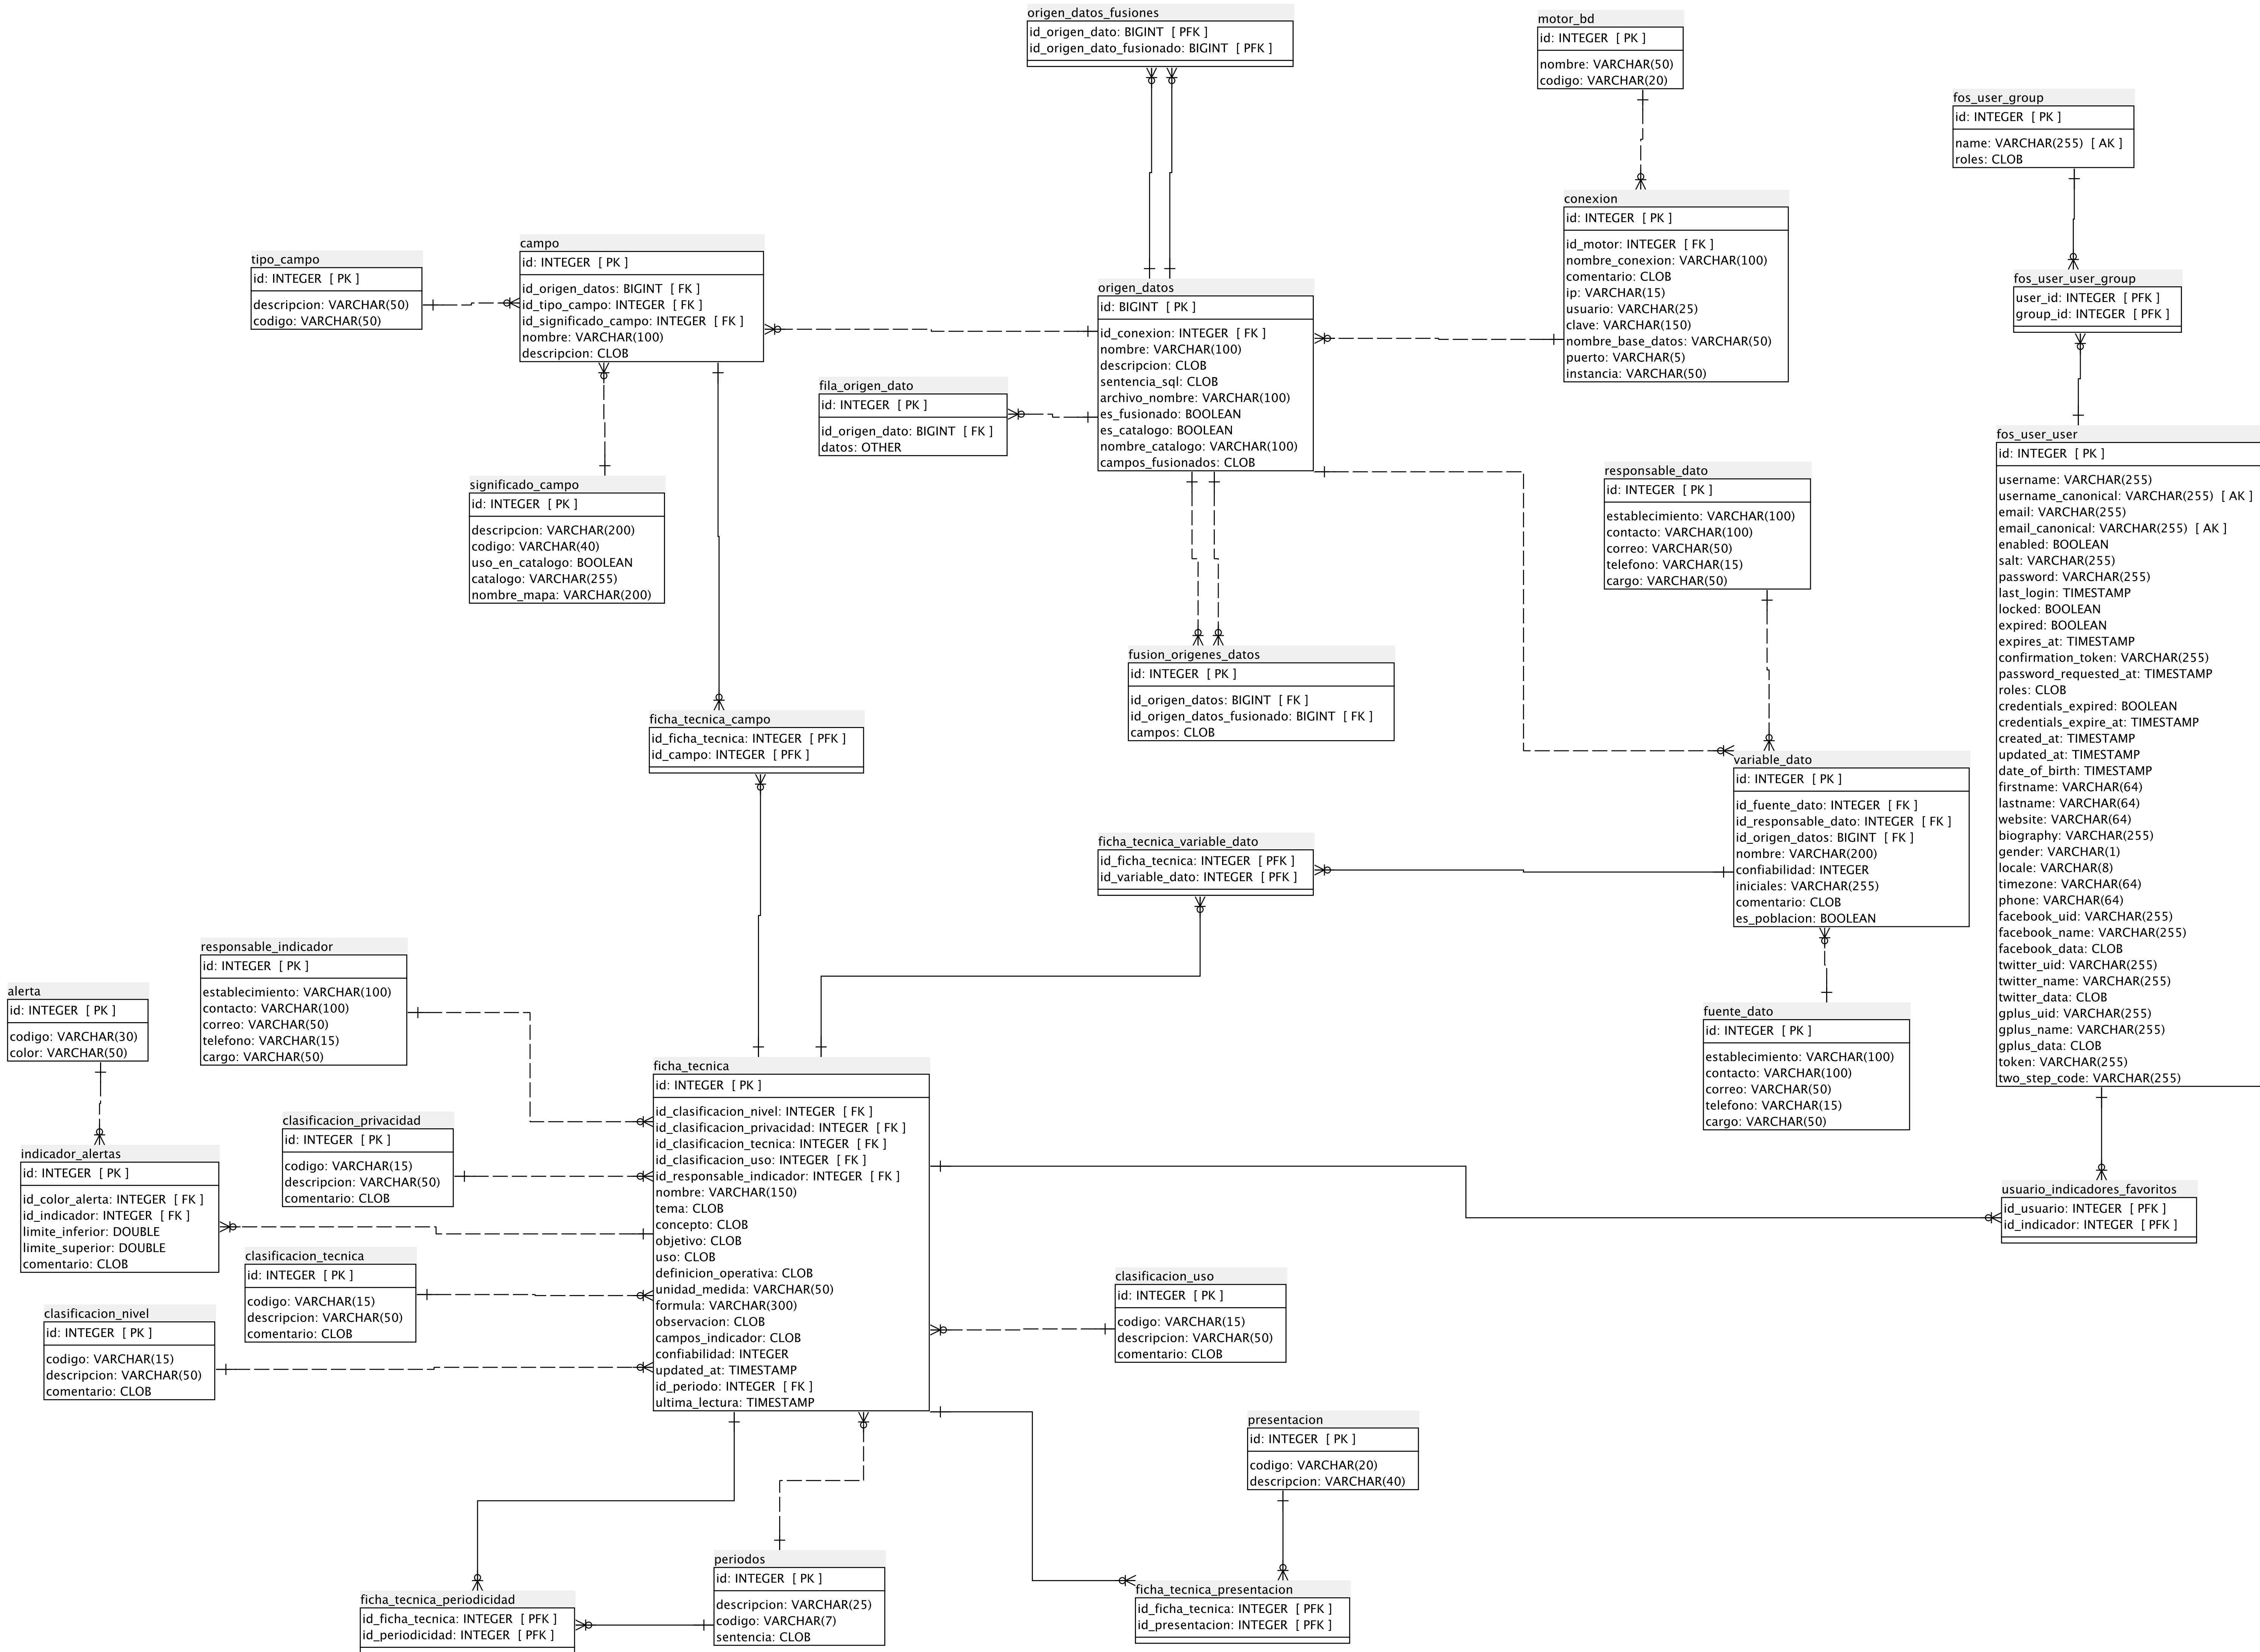 origen_datos_fusiones
id_origen_dato: BIGINT [ PFK ]
id_origen_dato_fusionado: BIGINT [ PFK ]
motor_bd
id: INTEGER [ PK ]
nombre: VARCHAR(50)
codigo: VARCHAR(20)
fos_user_group
id: INTEGER [ PK ]
name: VARCHAR(255) [ AK ]
roles: CLOB
conexion
id: INTEGER [ PK ]
id_motor: INTEGER [ FK ]
nombre_conexion: VARCHAR(100)
comentario: CLOB
ip: VARCHAR(15)
usuario: VARCHAR(25)
clave: VARCHAR(150)
nombre_base_datos: VARCHAR(50)
puerto: VARCHAR(5)
instancia: VARCHAR(50)
tipo_campo
id: INTEGER [ PK ]
descripcion: VARCHAR(50)
codigo: VARCHAR(50)
campo
id: INTEGER [ PK ]
id_origen_datos: BIGINT [ FK ]
id_tipo_campo: INTEGER [ FK ]
id_significado_campo: INTEGER [ FK ]
nombre: VARCHAR(100)
descripcion: CLOB
origen_datos
id: BIGINT [ PK ]
id_conexion: INTEGER [ FK ]
nombre: VARCHAR(100)
descripcion: CLOB
sentencia_sql: CLOB
archivo_nombre: VARCHAR(100)
es_fusionado: BOOLEAN
es_catalogo: BOOLEAN
nombre_catalogo: VARCHAR(100)
campos_fusionados: CLOB
fos_user_user_group
user_id: INTEGER [ PFK ]
group_id: INTEGER [ PFK ]
fila_origen_dato
id: INTEGER [ PK ]
id_origen_dato: BIGINT [ FK ]
datos: OTHER
fos_user_user
id: INTEGER [ PK ]
username: VARCHAR(255)
username_canonical: VARCHAR(255) [ AK ]
email: VARCHAR(255)
email_canonical: VARCHAR(255) [ AK ]
enabled: BOOLEAN
salt: VARCHAR(255)
password: VARCHAR(255)
last_login: TIMESTAMP
locked: BOOLEAN
expired: BOOLEAN
expires_at: TIMESTAMP
confirmation_token: VARCHAR(255)
password_requested_at: TIMESTAMP
roles: CLOB
credentials_expired: BOOLEAN
credentials_expire_at: TIMESTAMP
created_at: TIMESTAMP
updated_at: TIMESTAMP
date_of_birth: TIMESTAMP
firstname: VARCHAR(64)
lastname: VARCHAR(64)
website: VARCHAR(64)
biography: VARCHAR(255)
gender: VARCHAR(1)
locale: VARCHAR(8)
timezone: VARCHAR(64)
phone: VARCHAR(64)
facebook_uid: VARCHAR(255)
facebook_name: VARCHAR(255)
facebook_data: CLOB
twitter_uid: VARCHAR(255)
twitter_name: VARCHAR(255)
twitter_data: CLOB
gplus_uid: VARCHAR(255)
gplus_name: VARCHAR(255)
gplus_data: CLOB
token: VARCHAR(255)
two_step_code: VARCHAR(255)
significado_campo
id: INTEGER [ PK ]
descripcion: VARCHAR(200)
codigo: VARCHAR(40)
uso_en_catalogo: BOOLEAN
catalogo: VARCHAR(255)
nombre_mapa: VARCHAR(200)
responsable_dato
id: INTEGER [ PK ]
establecimiento: VARCHAR(100)
contacto: VARCHAR(100)
correo: VARCHAR(50)
telefono: VARCHAR(15)
cargo: VARCHAR(50)
fusion_origenes_datos
id: INTEGER [ PK ]
id_origen_datos: BIGINT [ FK ]
id_origen_datos_fusionado: BIGINT [ FK ]
campos: CLOB
ficha_tecnica_campo
id_ficha_tecnica: INTEGER [ PFK ]
id_campo: INTEGER [ PFK ]
variable_dato
id: INTEGER [ PK ]
id_fuente_dato: INTEGER [ FK ]
id_responsable_dato: INTEGER [ FK ]
id_origen_datos: BIGINT [ FK ]
nombre: VARCHAR(200)
confiabilidad: INTEGER
iniciales: VARCHAR(255)
comentario: CLOB
es_poblacion: BOOLEAN
ficha_tecnica_variable_dato
id_ficha_tecnica: INTEGER [ PFK ]
id_variable_dato: INTEGER [ PFK ]
responsable_indicador
id: INTEGER [ PK ]
establecimiento: VARCHAR(100)
contacto: VARCHAR(100)
correo: VARCHAR(50)
telefono: VARCHAR(15)
cargo: VARCHAR(50)
alerta
id: INTEGER [ PK ]
codigo: VARCHAR(30)
color: VARCHAR(50)
fuente_dato
id: INTEGER [ PK ]
establecimiento: VARCHAR(100)
contacto: VARCHAR(100)
correo: VARCHAR(50)
telefono: VARCHAR(15)
cargo: VARCHAR(50)
ficha_tecnica
id: INTEGER [ PK ]
id_clasificacion_nivel: INTEGER [ FK ]
id_clasificacion_privacidad: INTEGER [ FK ]
id_clasificacion_tecnica: INTEGER [ FK ]
id_clasificacion_uso: INTEGER [ FK ]
id_responsable_indicador: INTEGER [ FK ]
nombre: VARCHAR(150)
tema: CLOB
concepto: CLOB
objetivo: CLOB
uso: CLOB
definicion_operativa: CLOB
unidad_medida: VARCHAR(50)
formula: VARCHAR(300)
observacion: CLOB
campos_indicador: CLOB
confiabilidad: INTEGER
updated_at: TIMESTAMP
id_periodo: INTEGER [ FK ]
ultima_lectura: TIMESTAMP
clasificacion_privacidad
id: INTEGER [ PK ]
codigo: VARCHAR(15)
descripcion: VARCHAR(50)
comentario: CLOB
indicador_alertas
id: INTEGER [ PK ]
id_color_alerta: INTEGER [ FK ]
id_indicador: INTEGER [ FK ]
limite_inferior: DOUBLE
limite_superior: DOUBLE
comentario: CLOB
usuario_indicadores_favoritos
id_usuario: INTEGER [ PFK ]
id_indicador: INTEGER [ PFK ]
clasificacion_tecnica
id: INTEGER [ PK ]
codigo: VARCHAR(15)
descripcion: VARCHAR(50)
comentario: CLOB
clasificacion_uso
id: INTEGER [ PK ]
codigo: VARCHAR(15)
descripcion: VARCHAR(50)
comentario: CLOB
clasificacion_nivel
id: INTEGER [ PK ]
codigo: VARCHAR(15)
descripcion: VARCHAR(50)
comentario: CLOB
presentacion
id: INTEGER [ PK ]
codigo: VARCHAR(20)
descripcion: VARCHAR(40)
periodos
id: INTEGER [ PK ]
descripcion: VARCHAR(25)
codigo: VARCHAR(7)
sentencia: CLOB
ficha_tecnica_presentacion
id_ficha_tecnica: INTEGER [ PFK ]
id_presentacion: INTEGER [ PFK ]
ficha_tecnica_periodicidad
id_ficha_tecnica: INTEGER [ PFK ]
id_periodicidad: INTEGER [ PFK ]